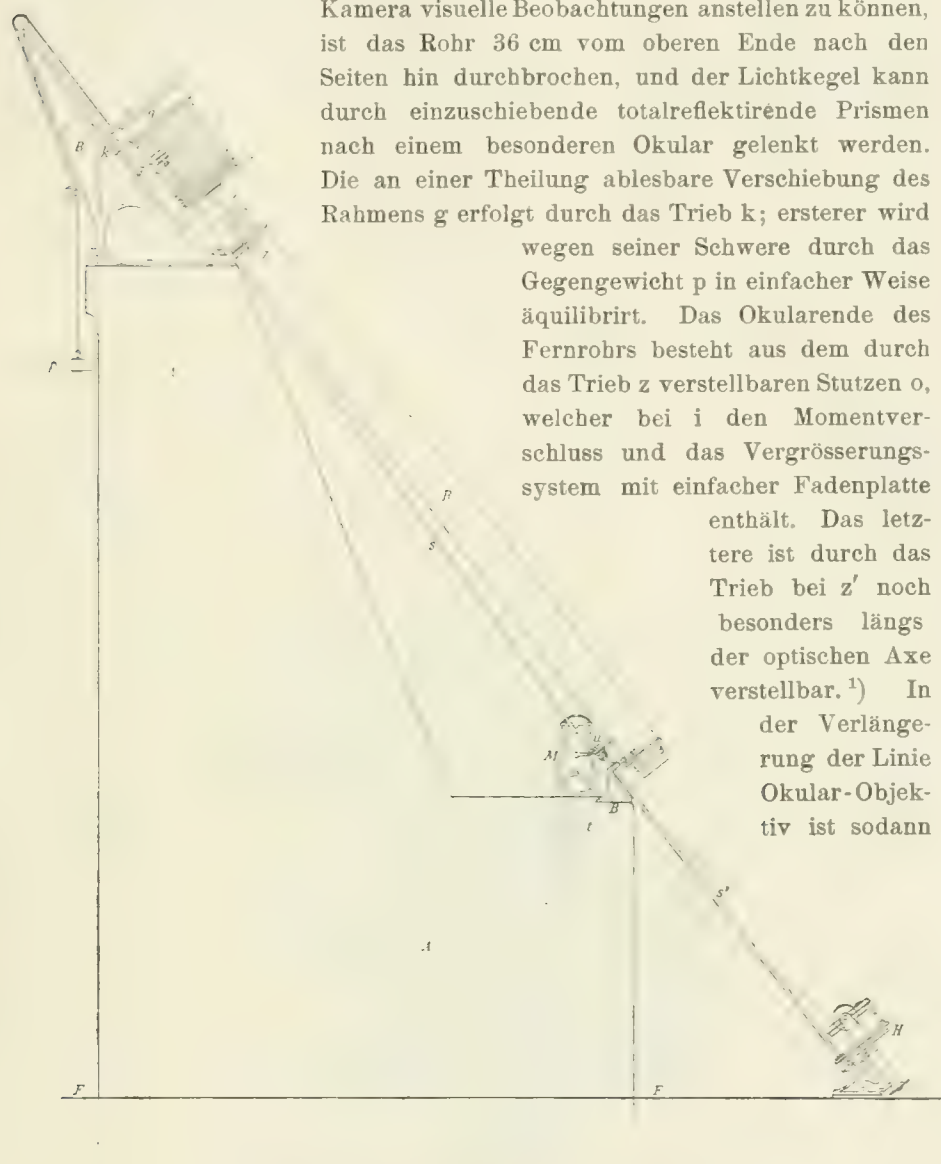 Kamera visuelle Beobachtungen anstellen zu können,
ist das Rohr 36 cm vom oberen Ende nach den
Seiten hin durchbrochen, und der Lichtkegel kann
durch einzuschiebende totalreflektirende Prismen
nach einem besonderen Okular gelenkt werden.
Die an einer Theilung ablesbare Verschiebung des
Rahmens g erfolgt durch das Trieb k; ersterer wird
wegen seiner Schwere durch das
Gegengewicht p in einfacher Weise
äquilibrirt. Das Okularende des
Fernrohrs besteht aus dem durch
das Trieb z verstellbaren Stutzen o,
welcher bei i den Momentver-
schluss und das Vergrösserungs-
system mit einfacher Fadenplatte
enthält. Das letz-
tere ist durch das
Trieb bei z′ noch
besonders längs
der optischen Axe
verstellbar. ¹) In
der Verlänge-
rung der Linie
Okular-Objek-
tiv ist sodann
B
k
s
M
u
B
t
s'
A
H
F
F